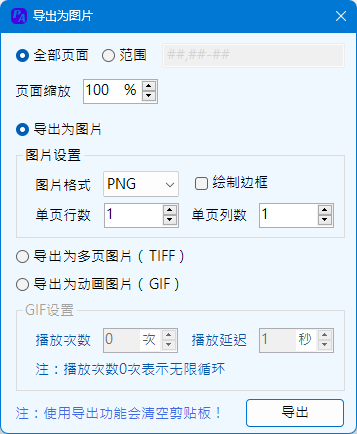 导出为图片
全部页面 范围 ##,##-##
页面缩放 100 %
导出为图片
图片设置
图片格式 PNG 绘制边框
单页行数 1 单页列数 1
导出为多页图片（TIFF）
导出为动画图片（GIF）
GIF设置
播放次数 0 次 播放延迟 1 秒
注：播放次数0次表示无限循环
注：使用导出功能会清空剪贴板！ 导出